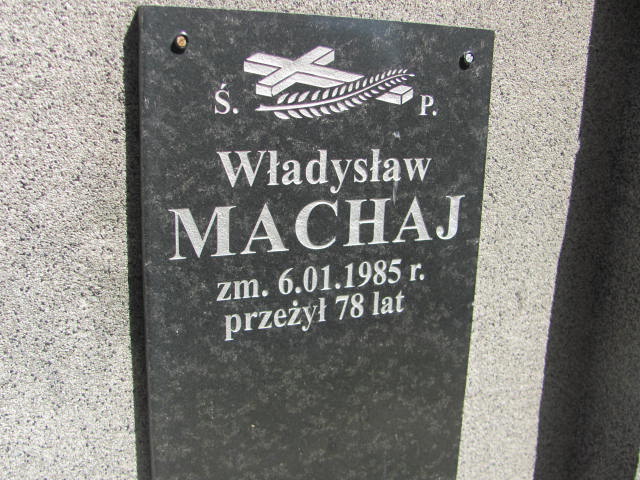 Ś. P.
Władysław
MACHAJ
zm. 6.01.1985 r.
przeżył 78 lat